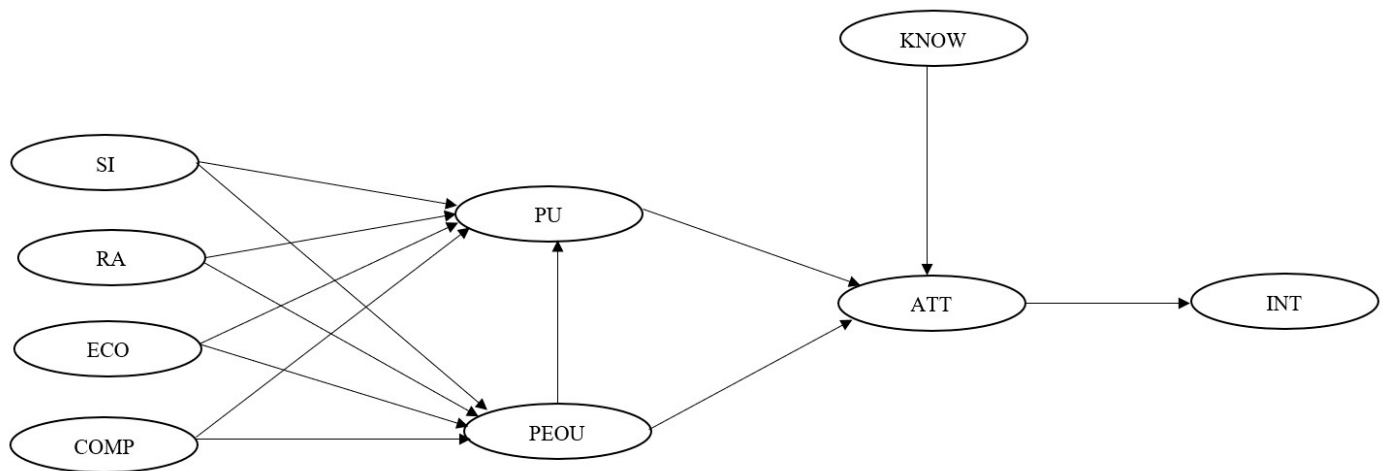 KNOW
SI
PU
RA
ATT
INT
ECO
PEOU
COMP